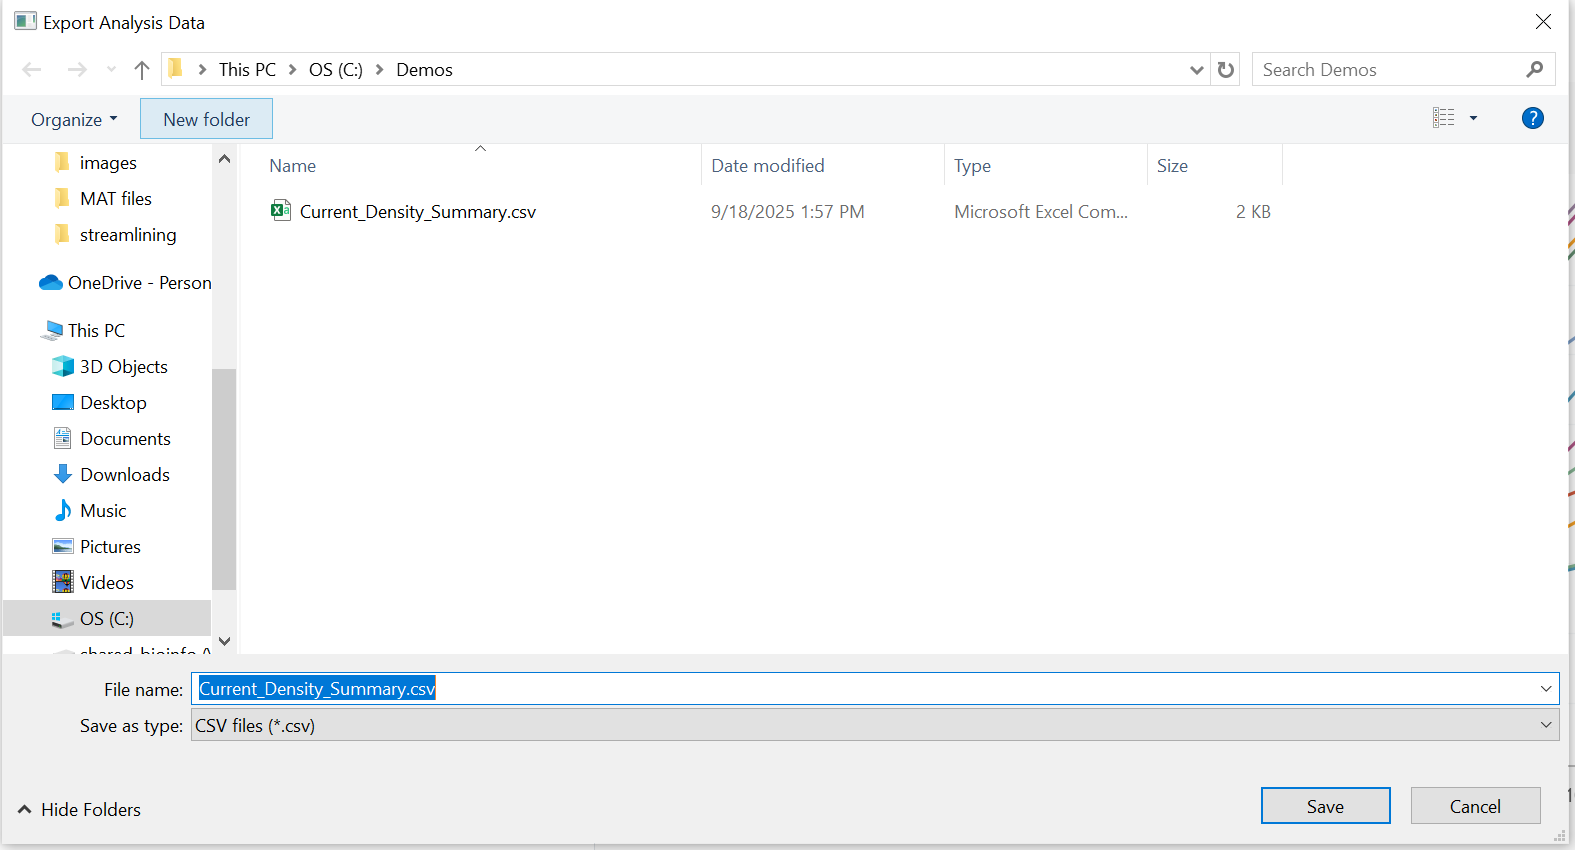 Export Analysis Data
This PC > OS (C:) > Demos
Search Demos
Organize
New folder
?
images
MAT files
streamlining
OneDrive - Person
This PC
3D Objects
Desktop
Documents
Downloads
Music
Pictures
Videos
OS (C:)
Name Date modified Type Size
Current_Density_Summary.csv 9/18/2025 1:57 PM Microsoft Excel Com... 2 KB
File name: Current_Density_Summary.csv
Save as type: CSV files (*.csv)
Hide Folders
Save
Cancel